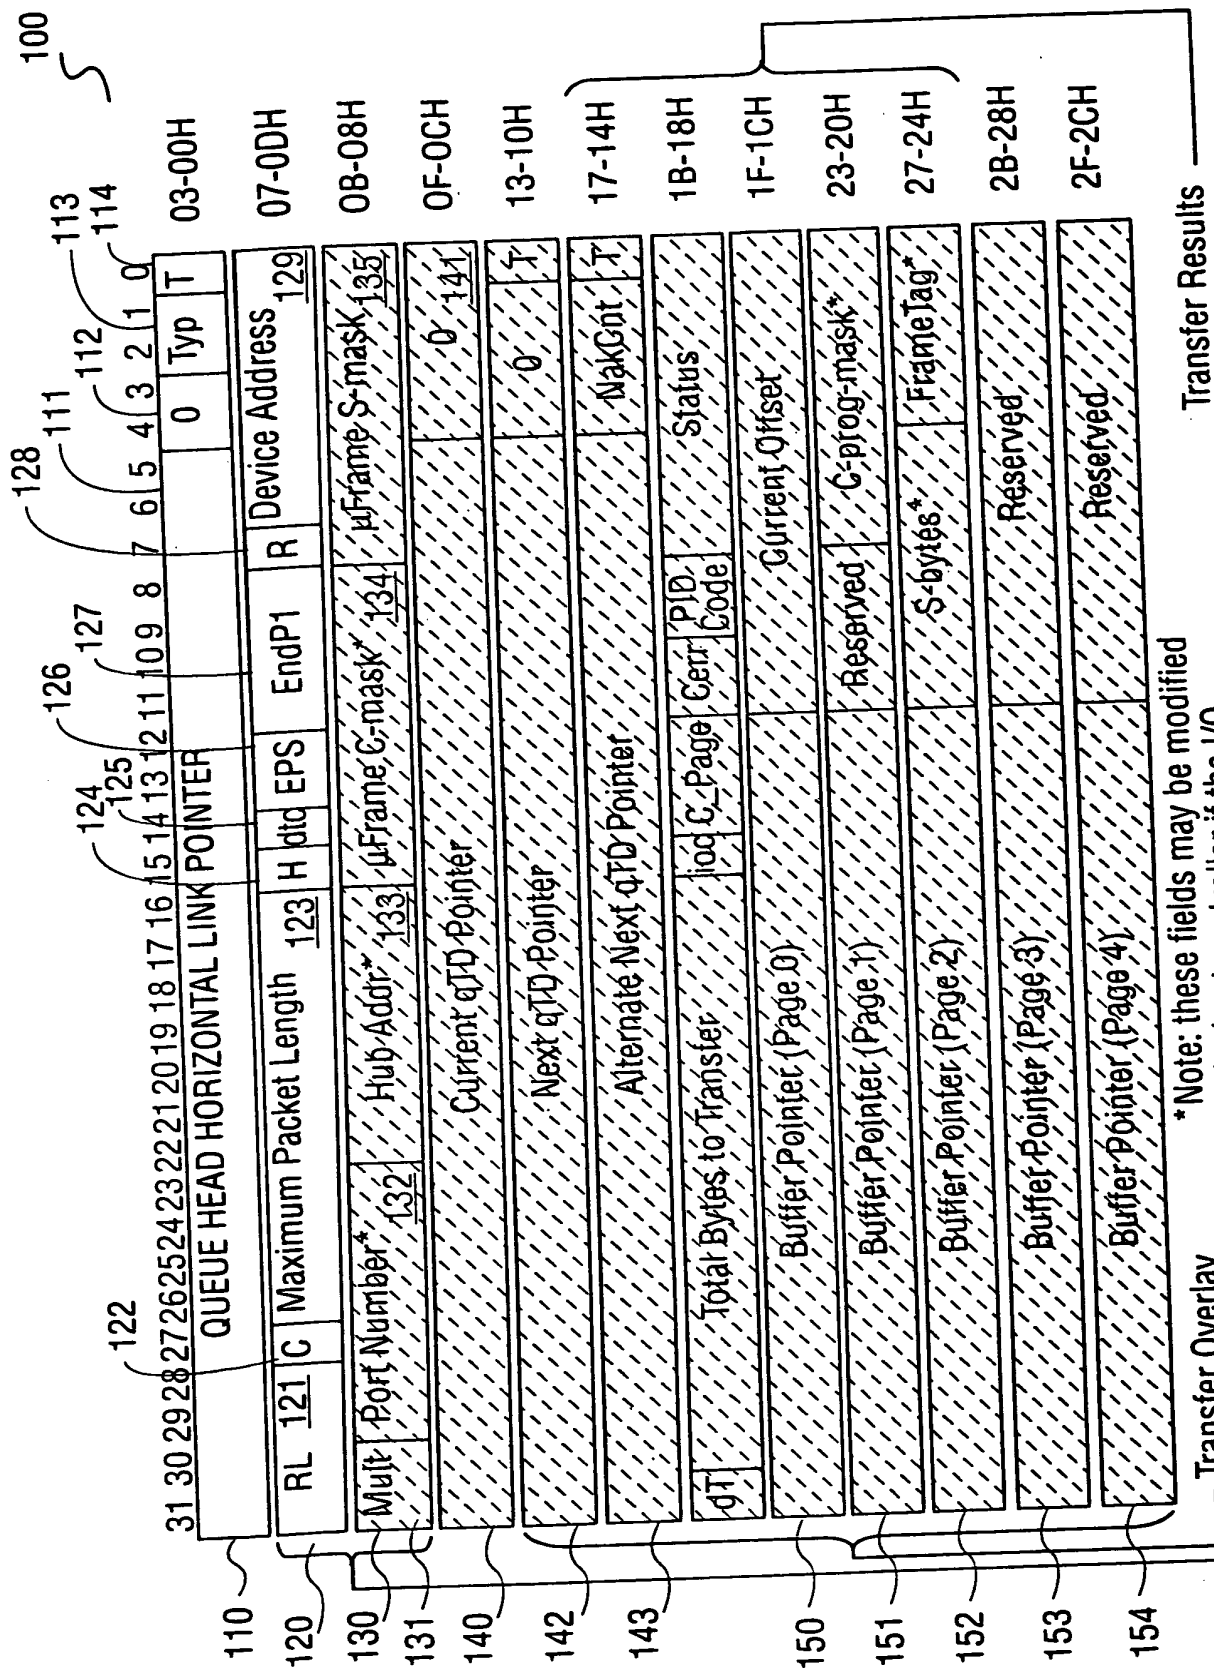 100
122
124
125
126
127
128
111
112
113
114
31 30 29 28 27 26 25 24 23 22 21 20 19 18 17 16 15 14 13 12 11 10 9 8 7 6 5 4 3 2 1 0
110 QUEUE HEAD HORIZONTAL LINK POINTER 0 Typ T 03-00H
120 RL 121 C Maximum Packet Length 123 H dtd EPS EndP1 R Device Address 129 07-0DH
130 131 Mult Port Number* 132 Hub Addr* 133 µFrame C-mask* 134 µFrame S-mask 135 0B-08H
140 Current qTD Pointer 0 141 0F-0CH
142 Next qTD Pointer 0 T 13-10H
143 Alternate Next qTD Pointer NakCnt T 17-14H
dT Total Bytes to Transfer ioc C_Page Cerr PID Code Status 1B-18H
150 Buffer Pointer (Page 0) Current Offset 1F-1CH
151 Buffer Pointer (Page 1) Reserved C-prog-mask* 23-20H
152 Buffer Pointer (Page 2) S-bytes* FrameTag* 27-24H
153 Buffer Pointer (Page 3) Reserved 2B-28H
154 Buffer Pointer (Page 4) Reserved 2F-2CH
Transfer Overlay
*Note: these fields may be modified
if the I/O
Transfer Results